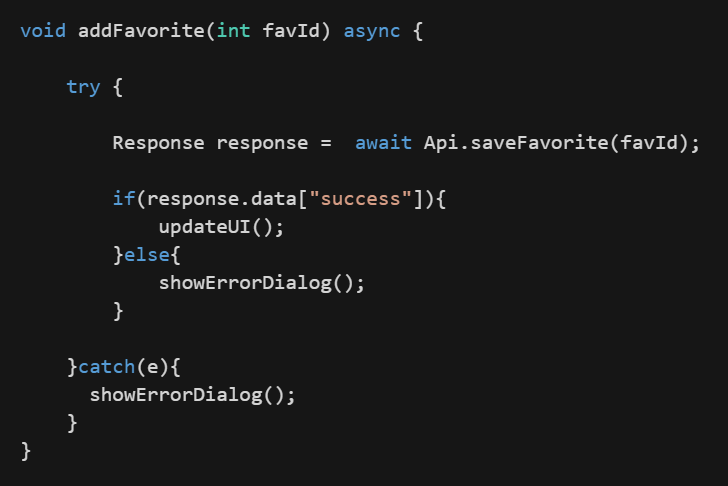 void addFavorite(int favId) async {
try {
Response response =  await Api.saveFavorite(favId);
if(response.data["success"]){
updateUI();
}else{
showErrorDialog();
}
}catch(e){
showErrorDialog();
}
}